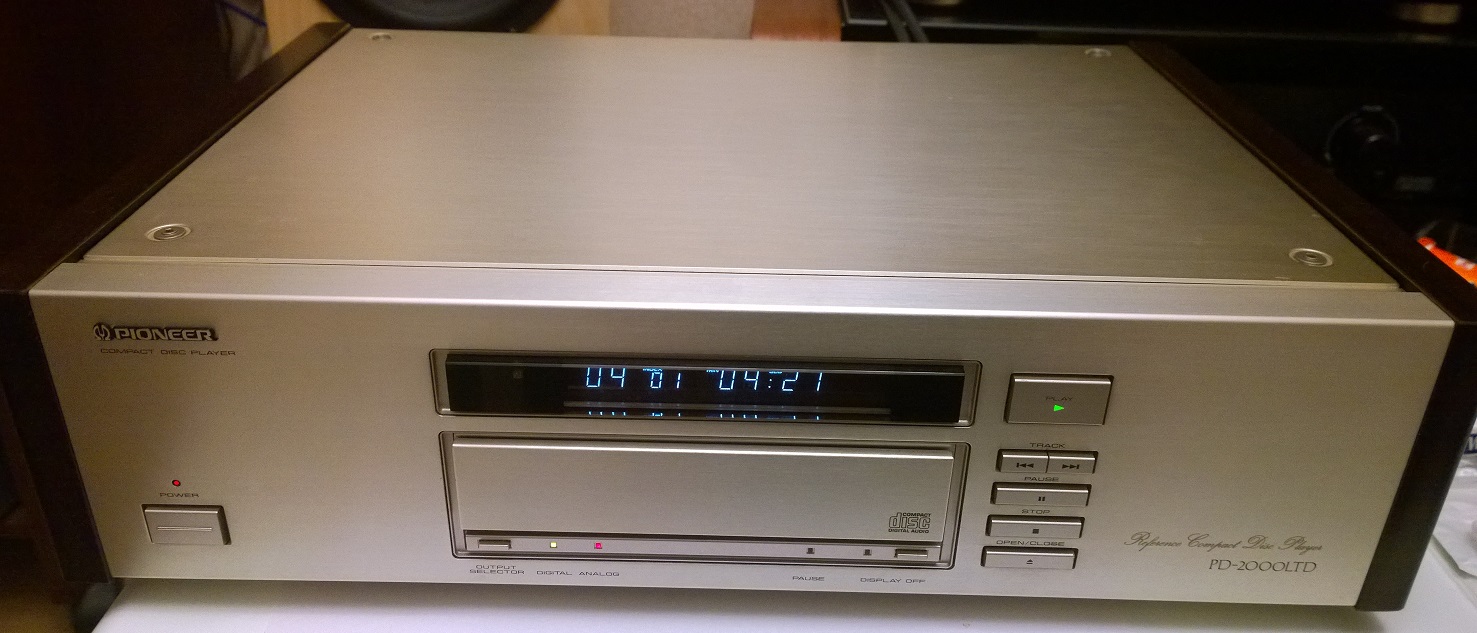 PIONEER
COMPACT DISC PLAYER
04 01 04:21
PLAY
TRACK
PAUSE
STOP
OPEN/CLOSE
POWER
COMPACT
disc
DIGITAL AUDIO
OUTPUT
SELECTOR
DIGITAL ANALOG
PAUSE
DISPLAY OFF
Reference Compact Disc Player
PD-2000LTD